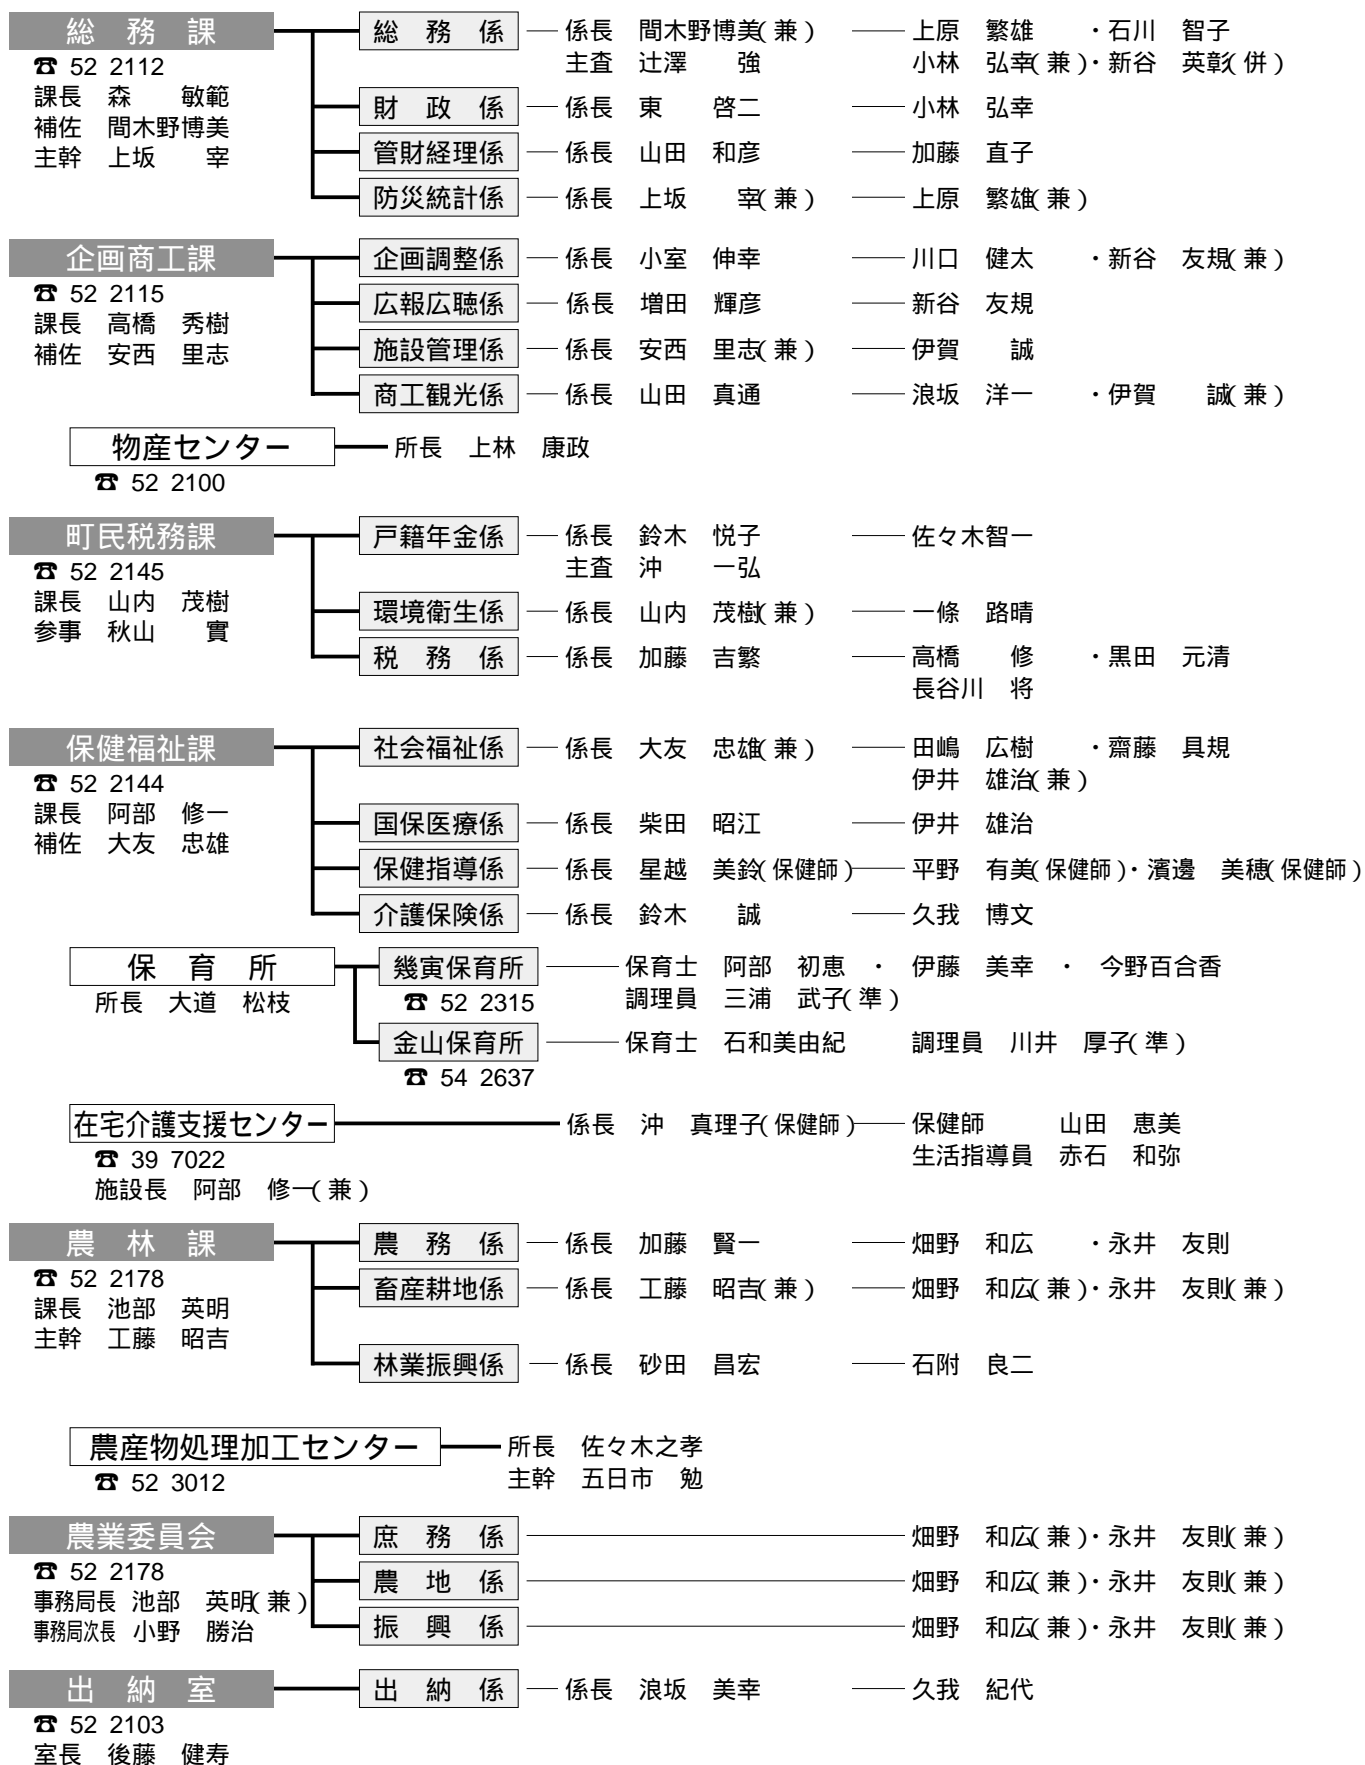 総務課 総務係 係長 間木野博美(兼) 上原 繁雄 ・石川 智子
☎ 52 2112 主査 辻澤 強 小林 弘幸(兼)・新谷 英彰(併)
課長 森 敏範 財政係 係長 東 啓二 小林 弘幸
補佐 間木野博美
主幹 上坂 宰 管財経理係 係長 山田 和彦 加藤 直子
防災統計係 係長 上坂 宰(兼) 上原 繁雄(兼)
企画商工課 企画調整係 係長 小室 伸幸 川口 健太 ・新谷 友規(兼)
☎ 52 2115 広報広聴係 係長 増田 輝彦 新谷 友規
課長 高橋 秀樹
補佐 安西 里志 施設管理係 係長 安西 里志(兼) 伊賀 誠
商工観光係 係長 山田 真通 浪坂 洋一 ・伊賀 誠(兼)
物産センター 所長 上林 康政
☎ 52 2100
町民税務課 戸籍年金係 係長 鈴木 悦子 佐々木智一
☎ 52 2145 主査 沖 一弘
課長 山内 茂樹 環境衛生係 係長 山内 茂樹(兼) 一條 路晴
参事 秋山 實
税務係 係長 加藤 吉繁 高橋 修 ・黒田 元清
長谷川 将
保健福祉課 社会福祉係 係長 大友 忠雄(兼) 田嶋 広樹 ・齋藤 具規
☎ 52 2144 伊井 雄治(兼)
課長 阿部 修一 国保医療係 係長 柴田 昭江 伊井 雄治
補佐 大友 忠雄
保健指導係 係長 星越 美鈴(保健師) 平野 有美(保健師)・濱邊 美穂(保健師)
介護保険係 係長 鈴木 誠 久我 博文
保育所 幾寅保育所 保育士 阿部 初恵 ・ 伊藤 美幸 ・ 今野百合香
所長 大道 松枝 ☎ 52 2315 調理員 三浦 武子(準)
金山保育所 保育士 石和美由紀 調理員 川井 厚子(準)
☎ 54 2637
在宅介護支援センター 係長 沖 真理子(保健師) 保健師 山田 恵美
☎ 39 7022 生活指導員 赤石 和弥
施設長 阿部 修一(兼)
農林課 農務係 係長 加藤 賢一 畑野 和広 ・永井 友則
☎ 52 2178 畜産耕地係 係長 工藤 昭吉(兼) 畑野 和広(兼)・永井 友則(兼)
課長 池部 英明
主幹 工藤 昭吉
林業振興係 係長 砂田 昌宏 石附 良二
農産物処理加工センター 所長 佐々木之孝
☎ 52 3012 主幹 五日市 勉
農業委員会 庶務係 畑野 和広(兼)・永井 友則(兼)
☎ 52 2178 農地係 畑野 和広(兼)・永井 友則(兼)
事務局長 池部 英明(兼)
事務局次長 小野 勝治 振興係 畑野 和広(兼)・永井 友則(兼)
出納室 出納係 係長 浪坂 美幸 久我 紀代
☎ 52 2103
室長 後藤 健寿